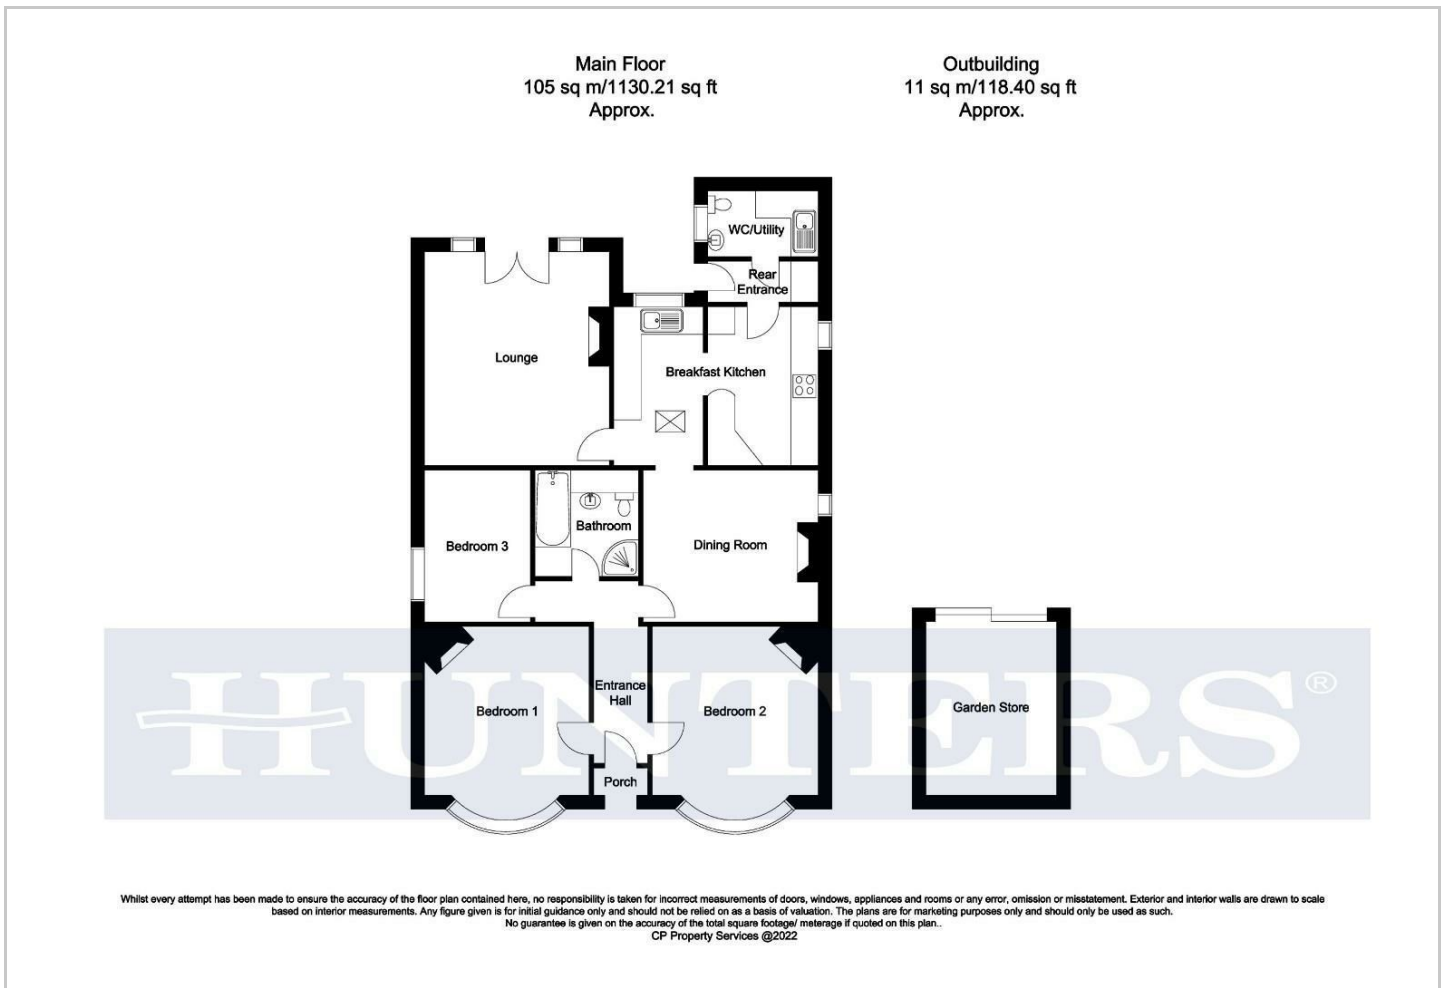 Main Floor
105 sq m/1130.21 sq ft
Approx.
Outbuilding
11 sq m/118.40 sq ft
Approx.
WC/Utility
Rear
Entrance
Lounge
Breakfast Kitchen
Bathroom
Bedroom 3
Dining Room
Entrance
Hall
Bedroom 1
Bedroom 2
Garden Store
Porch
HUNTERS®
Whilst every attempt has been made to ensure the accuracy of the floor plan contained here, no responsibility is taken for incorrect measurements of doors, windows, appliances and rooms or any error, omission or misstatement. Exterior and interior walls are drawn to scale
based on interior measurements. Any figure given is for initial guidance only and should not be relied on as a basis of valuation. The plans are for marketing purposes only and should only be used as such.
No guarantee is given on the accuracy of the total square footage/ meterage if quoted on this plan..
CP Property Services @2022